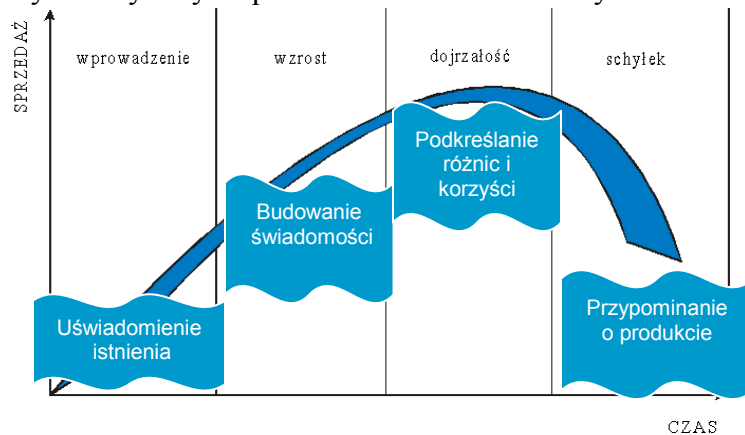 SPRZEDAŻ
wprowadzenie
wzrost
dojrzałość
schyłek
Podkreślanie
różnic i
korzyści
Budowanie
świadomości
Uświadomienie
istnienia
Przypominanie
o produkcie
CZAS